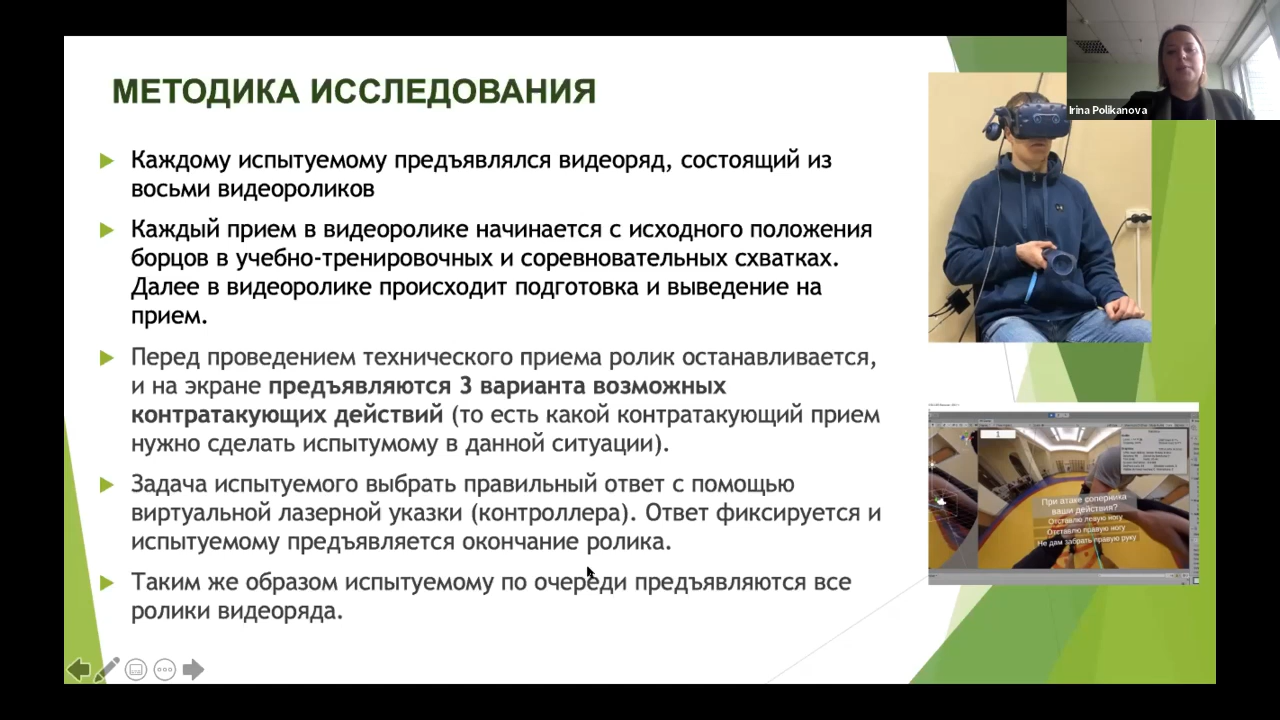 МЕТОДИКА ИССЛЕДОВАНИЯ
Каждому испытуемому предъявлялся видеоряд, состоящий из
восьми видеороликов
Каждый прием в видеоролике начинается с исходного положения
борцов в учебно-тренировочных и соревновательных схватках.
Далее в видеоролике происходит подготовка и выведение на
прием.
Перед проведением технического приема ролик останавливается,
и на экране предъявляются 3 варианта возможных
контратакующих действий (то есть какой контратакующий прием
нужно сделать испытумому в данной ситуации).
Задача испытуемого выбрать правильный ответ с помощью
виртуальной лазерной указки (контроллера). Ответ фиксируется и
испытуемому предъявляется окончание ролика.
Таким же образом испытуемому по очереди предъявляются все
ролики видеоряда.
Irina Polikanova
1
При атаке соперника
ваши действия?
Отставлю левую ногу
Отставлю правую ногу
Не дам забрать правую руку